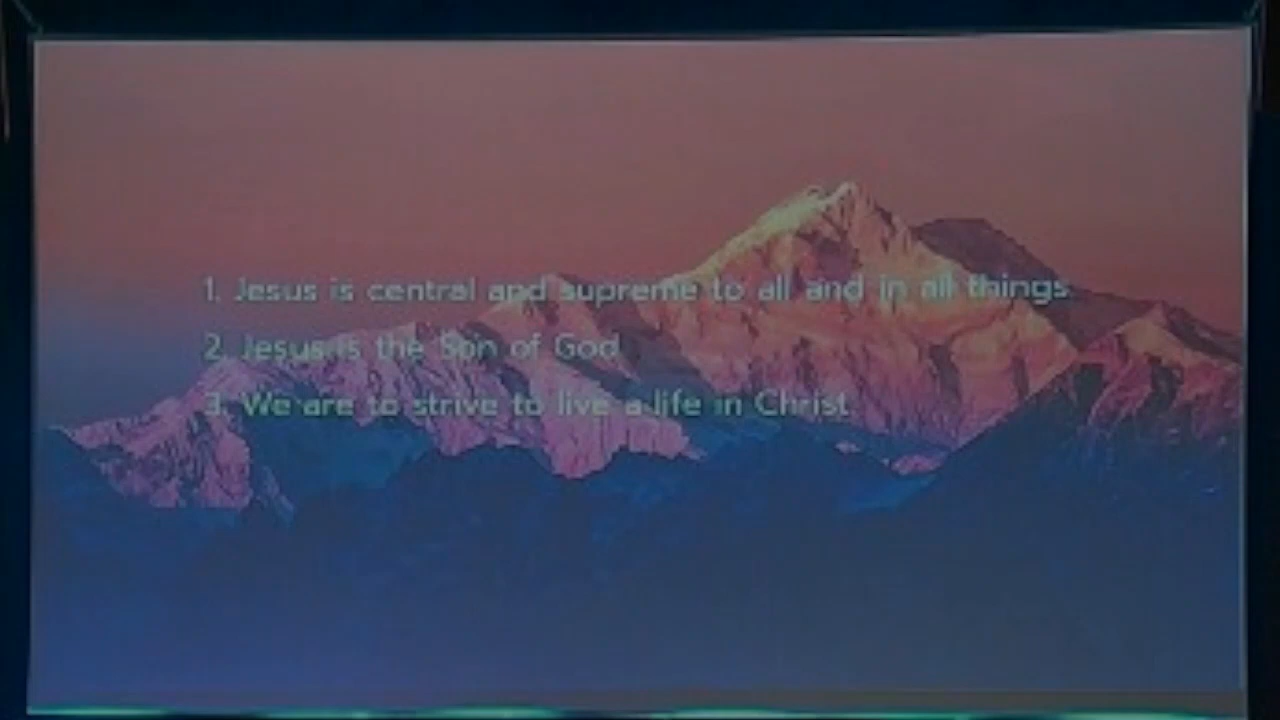 1. Jesus is central and supreme to all and in all things
2. Jesus is the Son of God
3. We are to strive to live a life in Christ